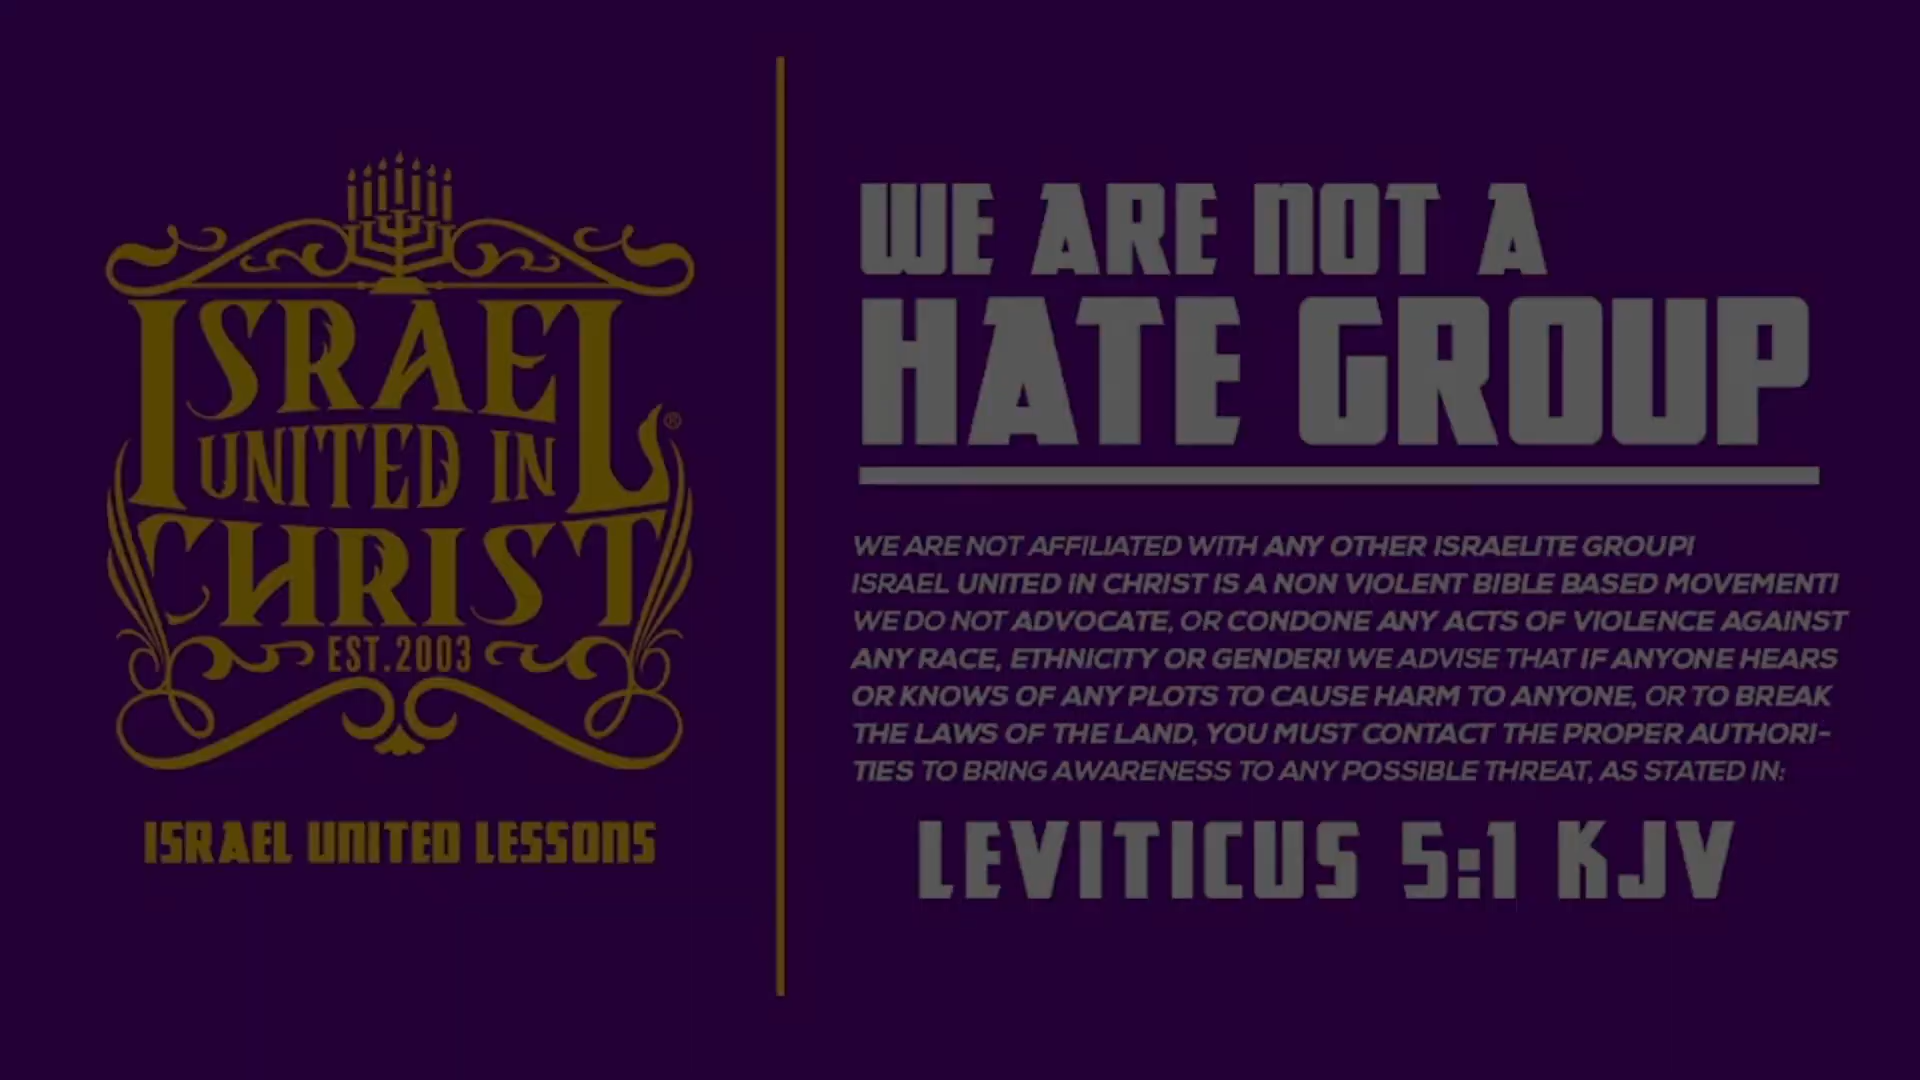 ISRAEL
UNITED IN
CHRIST
®
EST.2003
ISRAEL UNITED LESSONS
WE ARE NOT A
HATE GROUP
WE ARE NOT AFFILIATED WITH ANY OTHER ISRAELITE GROUP!
ISRAEL UNITED IN CHRIST IS A NON VIOLENT BIBLE BASED MOVEMENT!
WE DO NOT ADVOCATE, OR CONDONE ANY ACTS OF VIOLENCE AGAINST
ANY RACE, ETHNICITY OR GENDER! WE ADVISE THAT IF ANYONE HEARS
OR KNOWS OF ANY PLOTS TO CAUSE HARM TO ANYONE, OR TO BREAK
THE LAWS OF THE LAND, YOU MUST CONTACT THE PROPER AUTHORI-
TIES TO BRING AWARENESS TO ANY POSSIBLE THREAT, AS STATED IN:
LEVITICUS 5:1 KJV